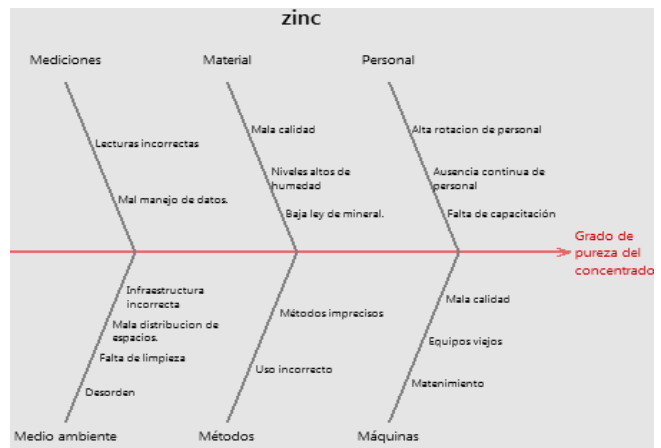 zinc
Mediciones
Material
Personal
Lecturas incorrectas
Mal manejo de datos.
Mala calidad
Niveles altos de
humedad
Baja ley de mineral.
Alta rotacion de personal
Ausencia continua de
personal
Falta de capacitación
Grado de
pureza del
concentrado
Infraestructura
incorrecta
Mala distribucion de
espacios.
Falta de limpieza
Desorden
Métodos imprecisos
Uso incorrecto
Mala calidad
Equipos viejos
Matenimiento
Medio ambiente
Métodos
Máquinas